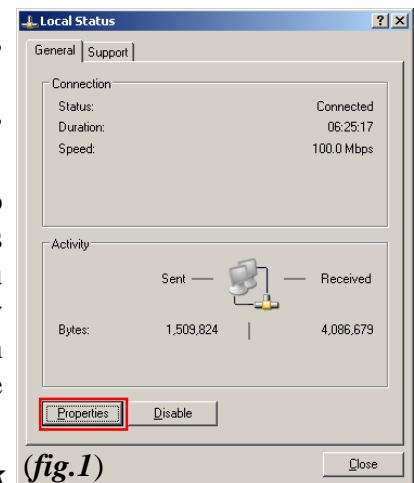 Local Status
General Support
Connection
Status: Connected
Duration: 06:25:17
Speed: 100.0 Mbps
Activity
Sent — — Received
Bytes: 1,509,824 | 4,086,679
Properties Disable
(fig.1) Close